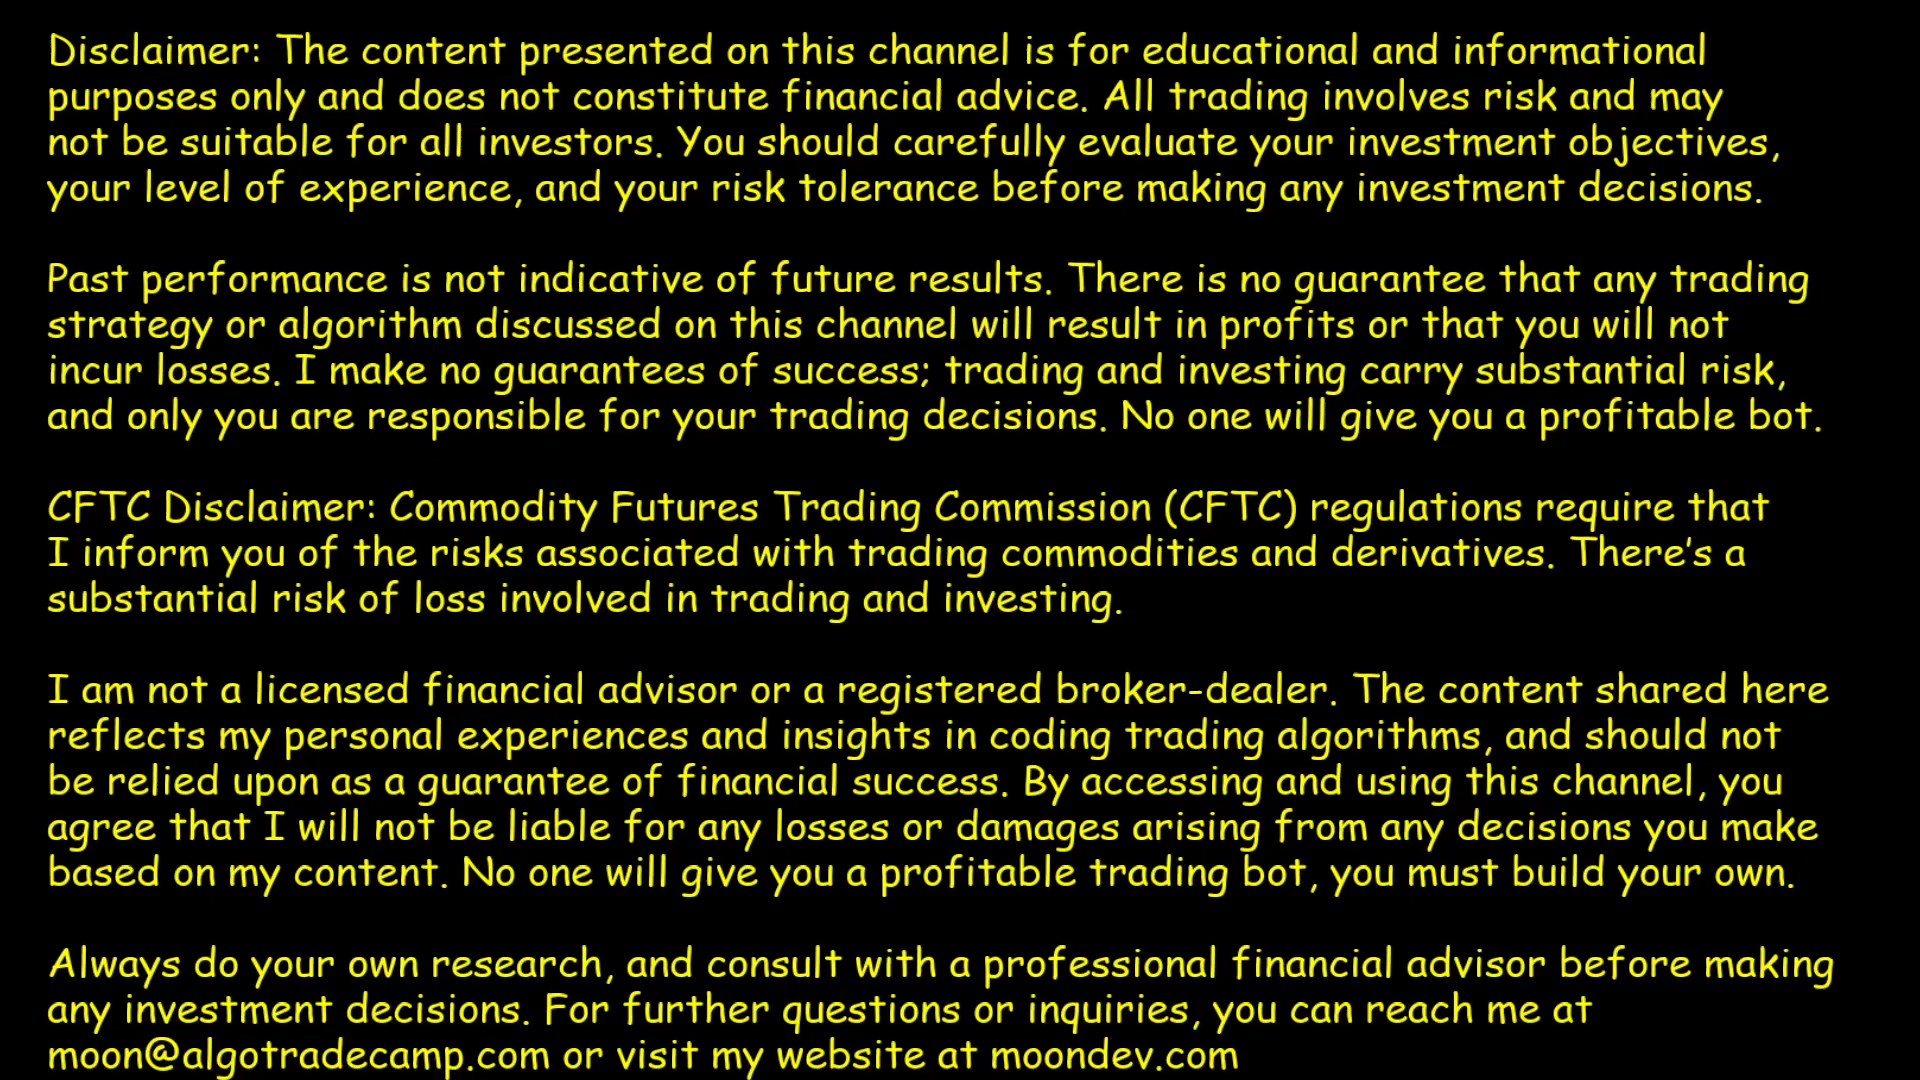 Disclaimer: The content presented on this channel is for educational and informational
purposes only and does not constitute financial advice. All trading involves risk and may
not be suitable for all investors. You should carefully evaluate your investment objectives,
your level of experience, and your risk tolerance before making any investment decisions.
Past performance is not indicative of future results. There is no guarantee that any trading
strategy or algorithm discussed on this channel will result in profits or that you will not
incur losses. I make no guarantees of success; trading and investing carry substantial risk,
and only you are responsible for your trading decisions. No one will give you a profitable bot.
CFTC Disclaimer: Commodity Futures Trading Commission (CFTC) regulations require that
I inform you of the risks associated with trading commodities and derivatives. There’s a
substantial risk of loss involved in trading and investing.
I am not a licensed financial advisor or a registered broker-dealer. The content shared here
reflects my personal experiences and insights in coding trading algorithms, and should not
be relied upon as a guarantee of financial success. By accessing and using this channel, you
agree that I will not be liable for any losses or damages arising from any decisions you make
based on my content. No one will give you a profitable trading bot, you must build your own.
Always do your own research, and consult with a professional financial advisor before making
any investment decisions. For further questions or inquiries, you can reach me at
moon@algotradecamp.com or visit my website at moondev.com